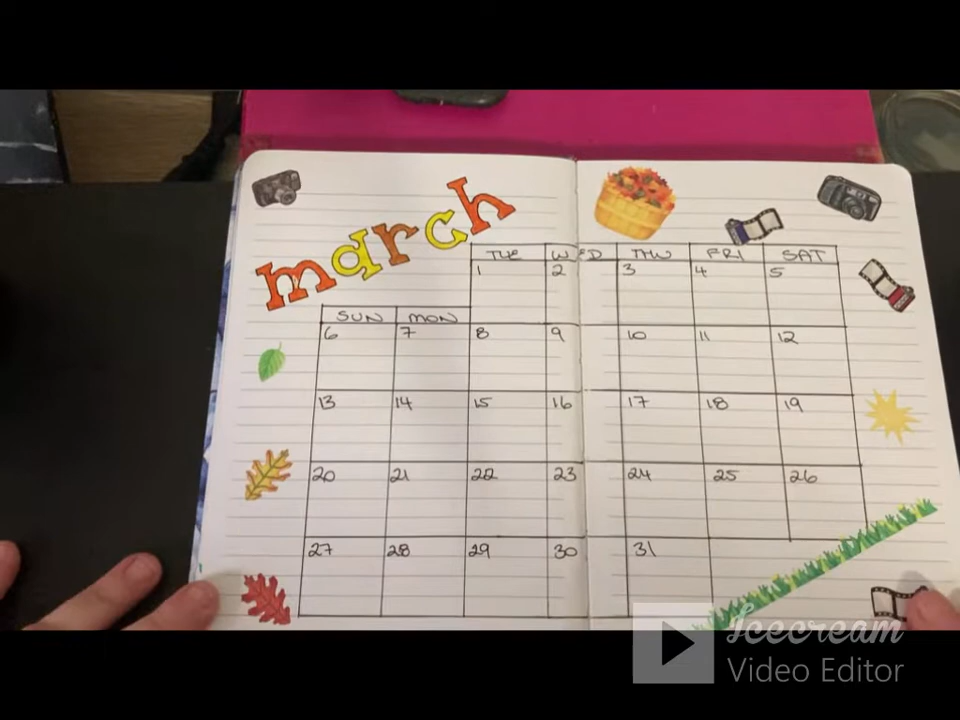 march
TUE WED THU FRI SAT
1 2 3 4 5
SUN MON
6 7 8 9 10 11 12
13 14 15 16 17 18 19
20 21 22 23 24 25 26
27 28 29 30 31
Icecream
Video Editor